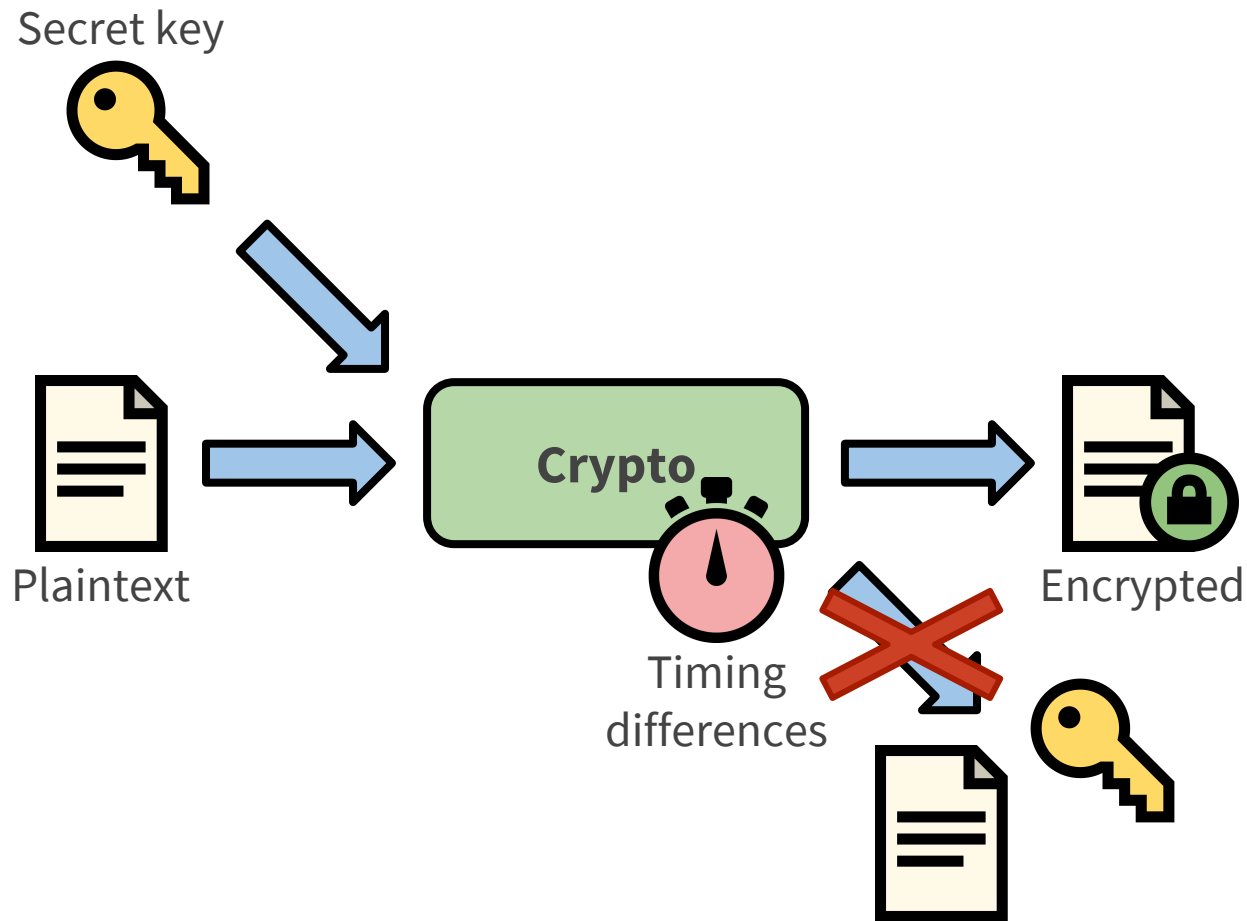 Secret key
Crypto
Plaintext
Encrypted
Timing
differences